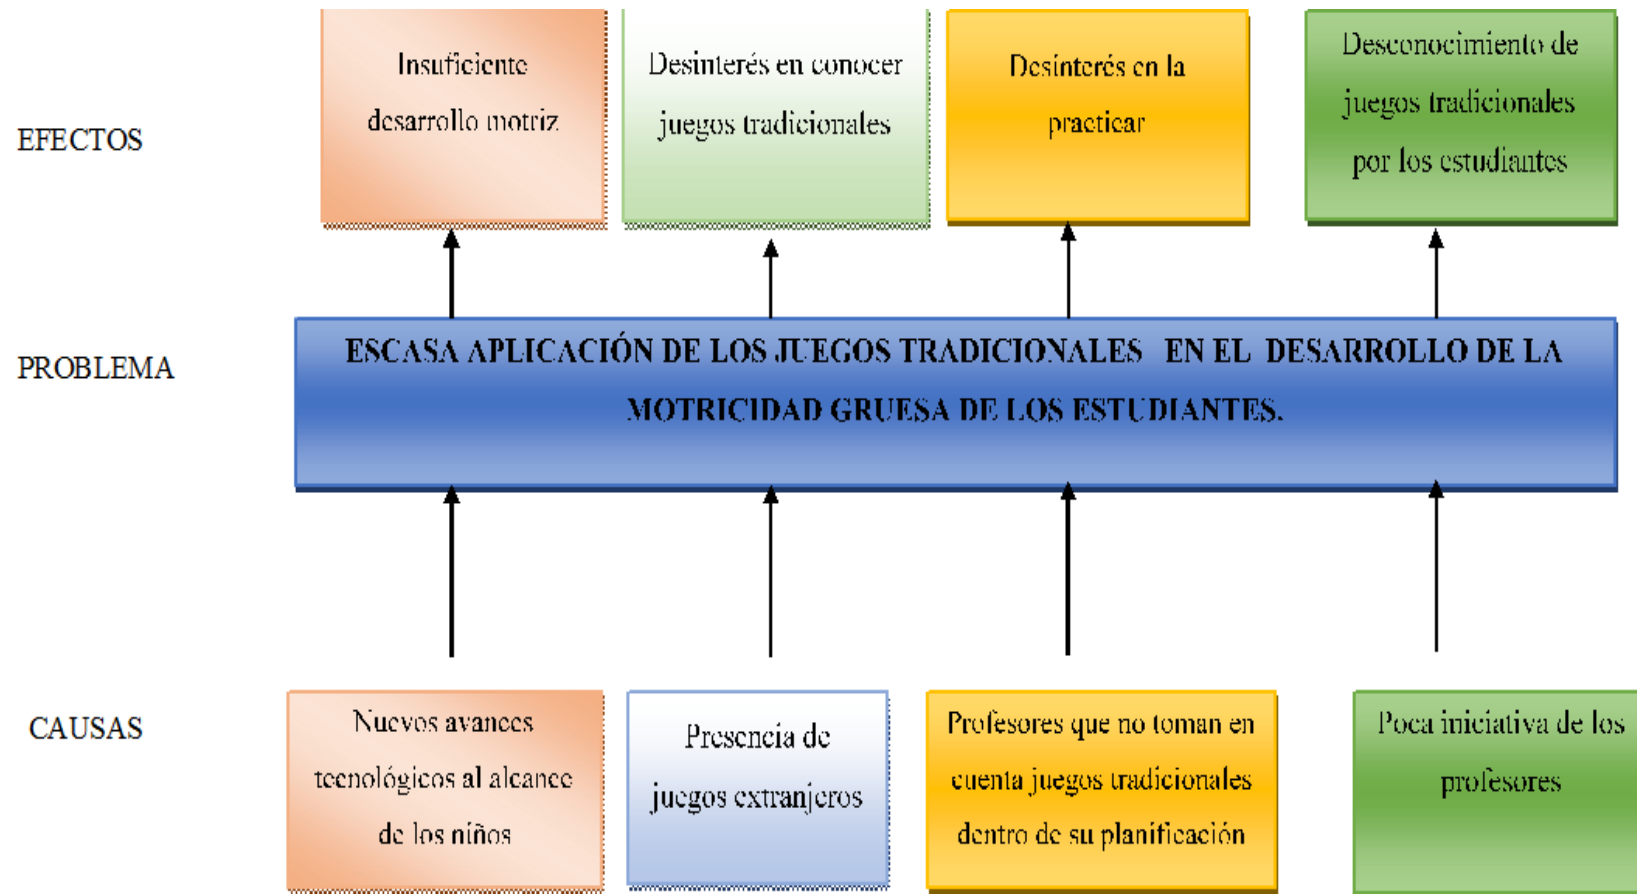 Insuficiente
desarrollo motriz
Desinterés en conocer
juegos tradicionales
Desinterés en la
practicar
Desconocimiento de
juegos tradicionales
por los estudiantes
EFECTOS
PROBLEMA
ESCASA APLICACIÓN DE LOS JUEGOS TRADICIONALES EN EL DESARROLLO DE LA
MOTRICIDAD GRUESA DE LOS ESTUDIANTES.
CAUSAS
Nuevos avances
tecnológicos al alcance
de los niños
Presencia de
juegos extranjeros
Profesores que no toman en
cuenta juegos tradicionales
dentro de su planificación
Poca iniciativa de los
profesores